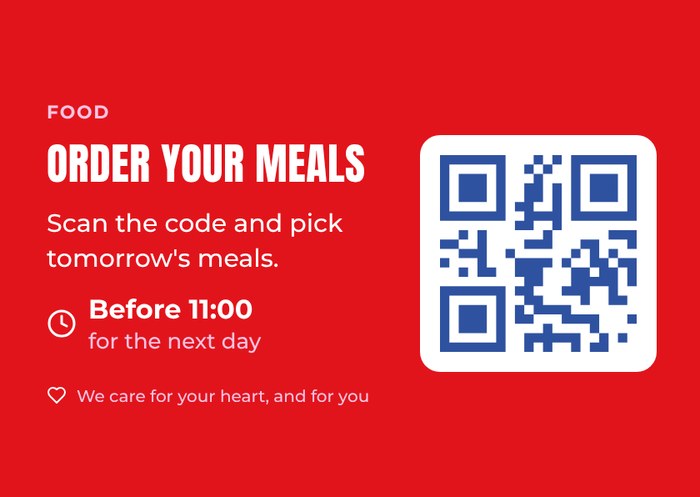 FOOD
ORDER YOUR MEALS
Scan the code and pick
tomorrow's meals.
Before 11:00
for the next day
We care for your heart, and for you